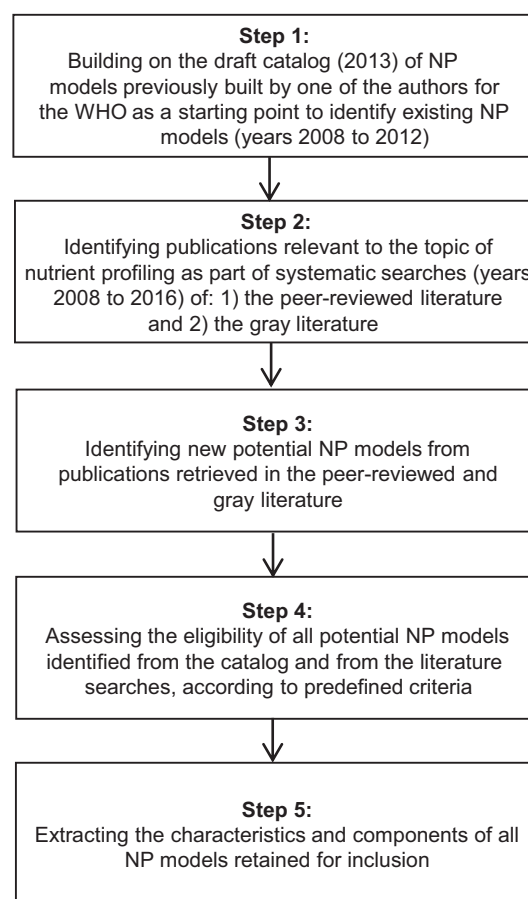 Step 1:
Building on the draft catalog (2013) of NP
models previously built by one of the authors for
the WHO as a starting point to identify existing NP
models (years 2008 to 2012)
Step 2:
Identifying publications relevant to the topic of
nutrient profiling as part of systematic searches (years
2008 to 2016) of: 1) the peer-reviewed literature
and 2) the gray literature
Step 3:
Identifying new potential NP models from
publications retrieved in the peer-reviewed and
gray literature
Step 4:
Assessing the eligibility of all potential NP models
identified from the catalog and from the literature
searches, according to predefined criteria
Step 5:
Extracting the characteristics and components of all
NP models retained for inclusion